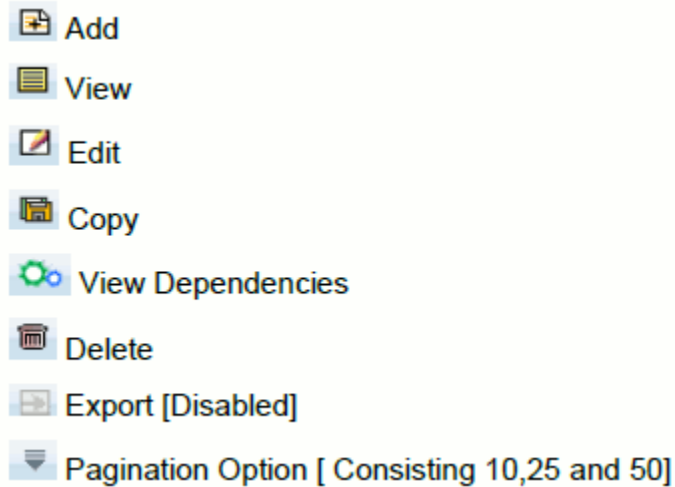 Add
View
Edit
Copy
View Dependencies
Delete
Export [Disabled]
Pagination Option [ Consisting 10,25 and 50]